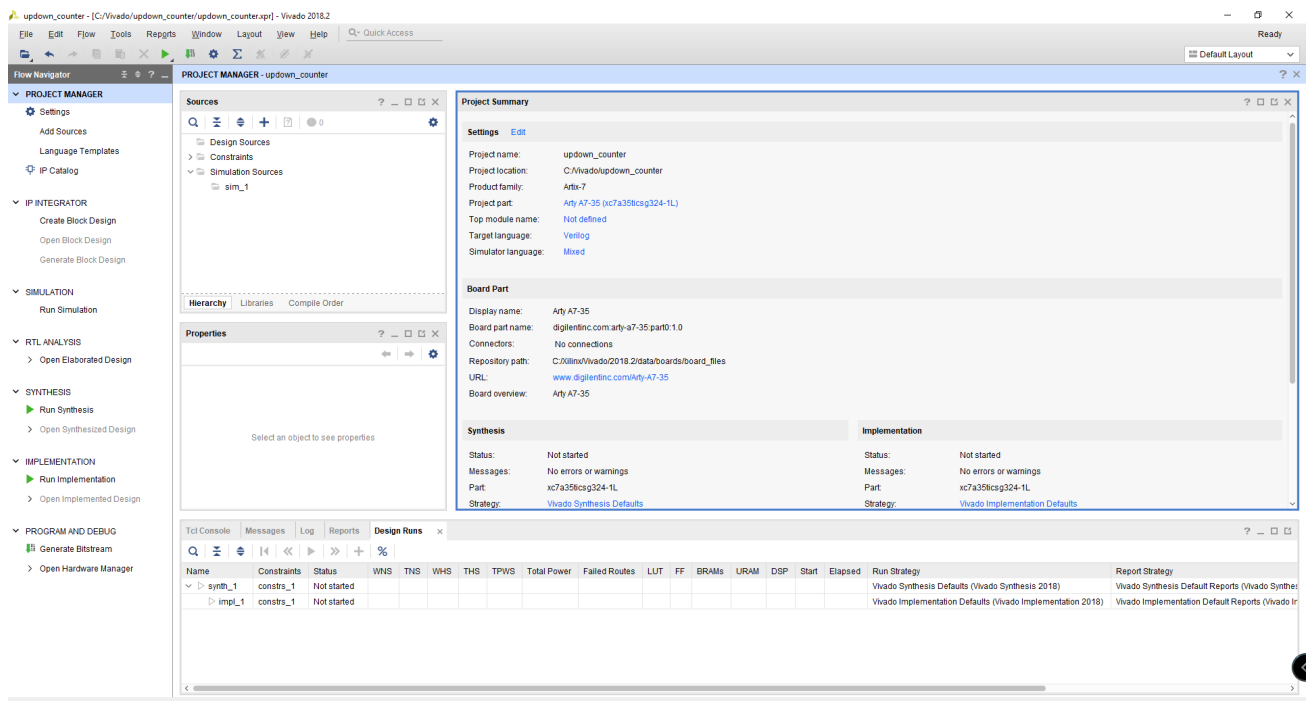 updown_counter - [C:/Vivado/updown_counter/updown_counter.xpr] - Vivado 2018.2
File Edit Flow Tools Reports Window Layout View Help Quick Access
Ready
Default Layout
Flow Navigator
PROJECT MANAGER
Settings
Add Sources
Language Templates
IP Catalog
IP INTEGRATOR
Create Block Design
Open Block Design
Generate Block Design
SIMULATION
Run Simulation
RTL ANALYSIS
Open Elaborated Design
SYNTHESIS
Run Synthesis
Open Synthesized Design
IMPLEMENTATION
Run Implementation
Open Implemented Design
PROGRAM AND DEBUG
Generate Bitstream
Open Hardware Manager
PROJECT MANAGER - updown_counter
Sources
0
Design Sources
Constraints
Simulation Sources
sim_1
Hierarchy Libraries Compile Order
Properties
Select an object to see properties
Project Summary
Settings Edit
Project name: updown_counter
Project location: C:/Vivado/updown_counter
Product family: Artix-7
Project part: Arty A7-35 (xc7a35ticsg324-1L)
Top module name: Not defined
Target language: Verilog
Simulator language: Mixed
Board Part
Display name: Arty A7-35
Board part name: digilentinc.com:arty-a7-35:part0:1.0
Connectors: No connections
Repository path: C:/Xilinx/Vivado/2018.2/data/boards/board_files
URL: www.digilentinc.com/Arty-A7-35
Board overview: Arty A7-35
Synthesis
Status: Not started
Messages: No errors or warnings
Part: xc7a35ticsg324-1L
Strategy: Vivado Synthesis Defaults
Implementation
Status: Not started
Messages: No errors or warnings
Part: xc7a35ticsg324-1L
Strategy: Vivado Implementation Defaults
Tcl Console Messages Log Reports Design Runs
Name Constraints Status WNS TNS WHS THS TPWS Total Power Failed Routes LUT FF BRAMs URAM DSP Start Elapsed Run Strategy Report Strategy
synth_1 constrs_1 Not started Vivado Synthesis Defaults (Vivado Synthesis 2018) Vivado Synthesis Default Reports (Vivado Synthes
impl_1 constrs_1 Not started Vivado Implementation Defaults (Vivado Implementation 2018) Vivado Implementation Default Reports (Vivado Ir